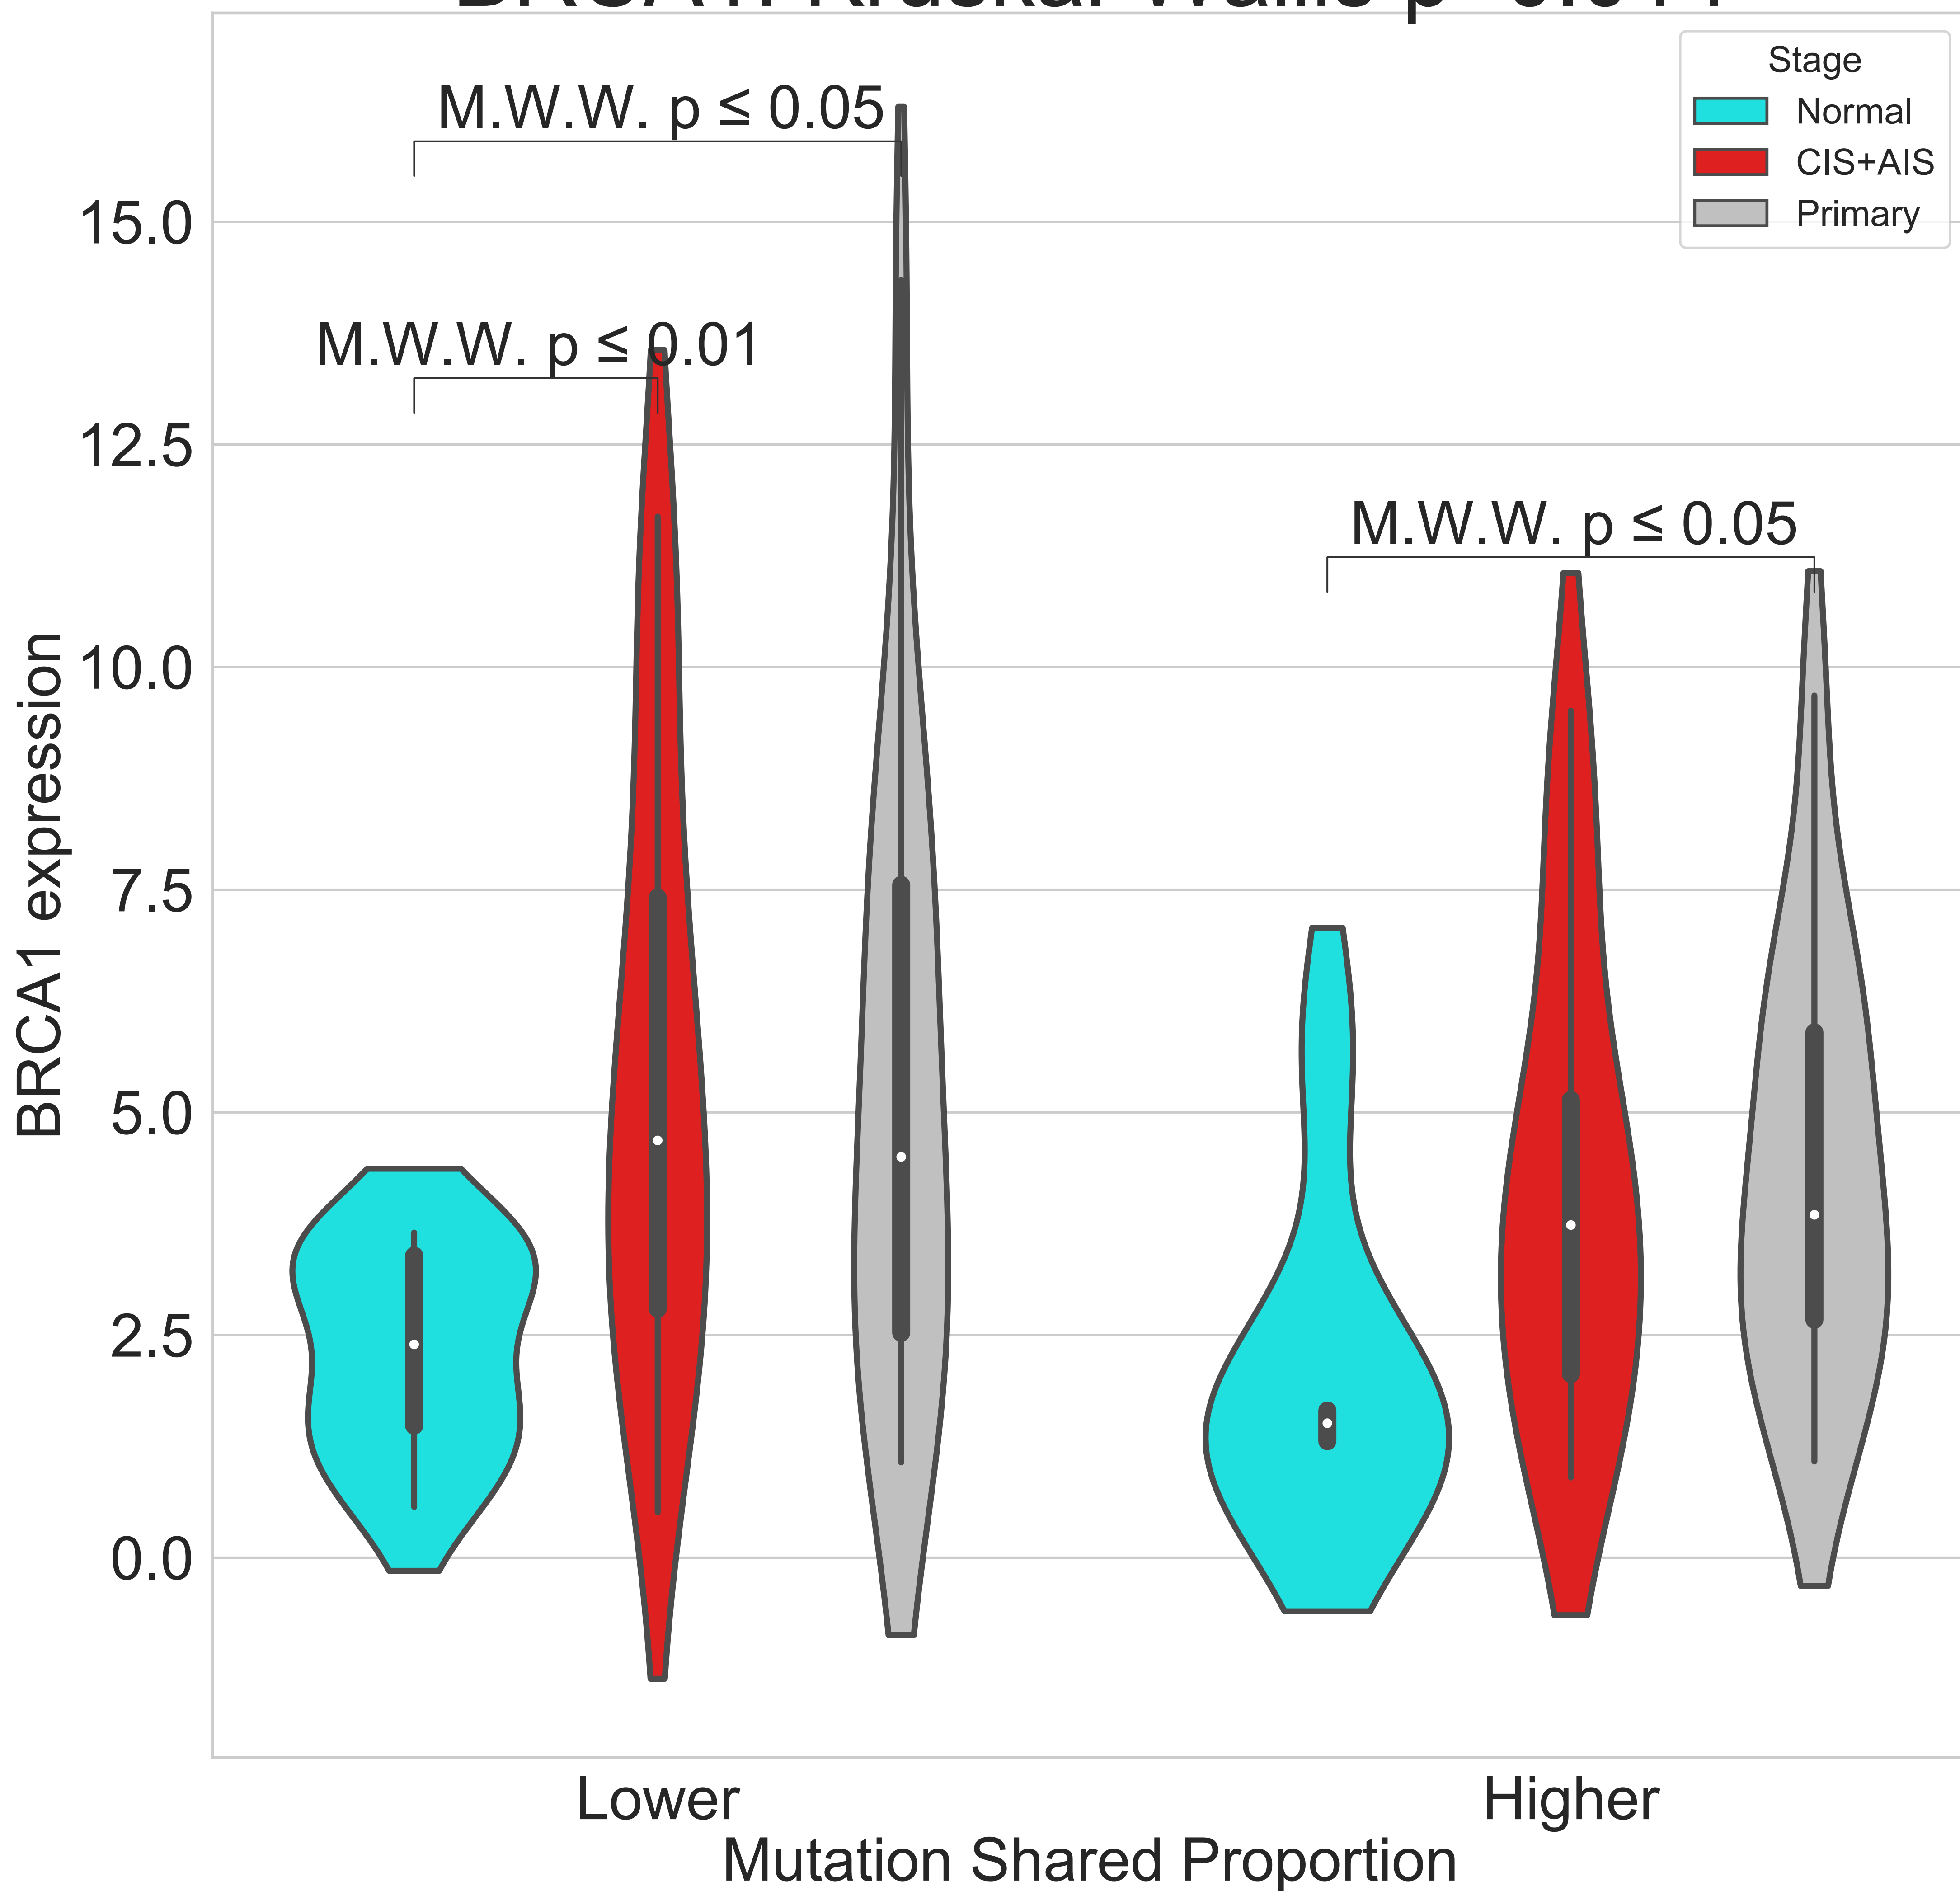 Stage
Normal
CIS+AIS
Primary
M.W.W. p ≤ 0.05
M.W.W. p ≤ 0.01
M.W.W. p ≤ 0.05
15.0
12.5
10.0
7.5
5.0
2.5
0.0
BRCA1 expression
Lower
Higher
Mutation Shared Proportion